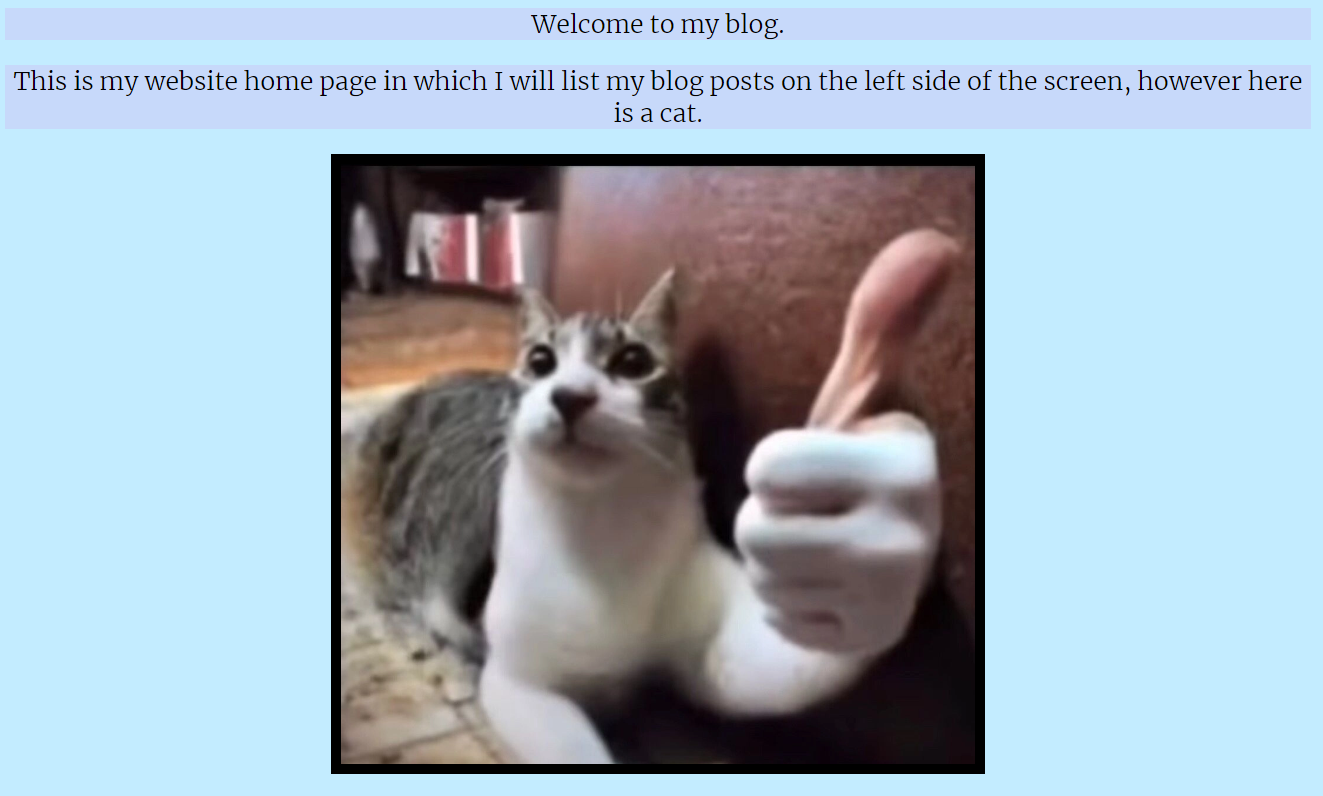 Welcome to my blog.
This is my website home page in which I will list my blog posts on the left side of the screen, however here
is a cat.